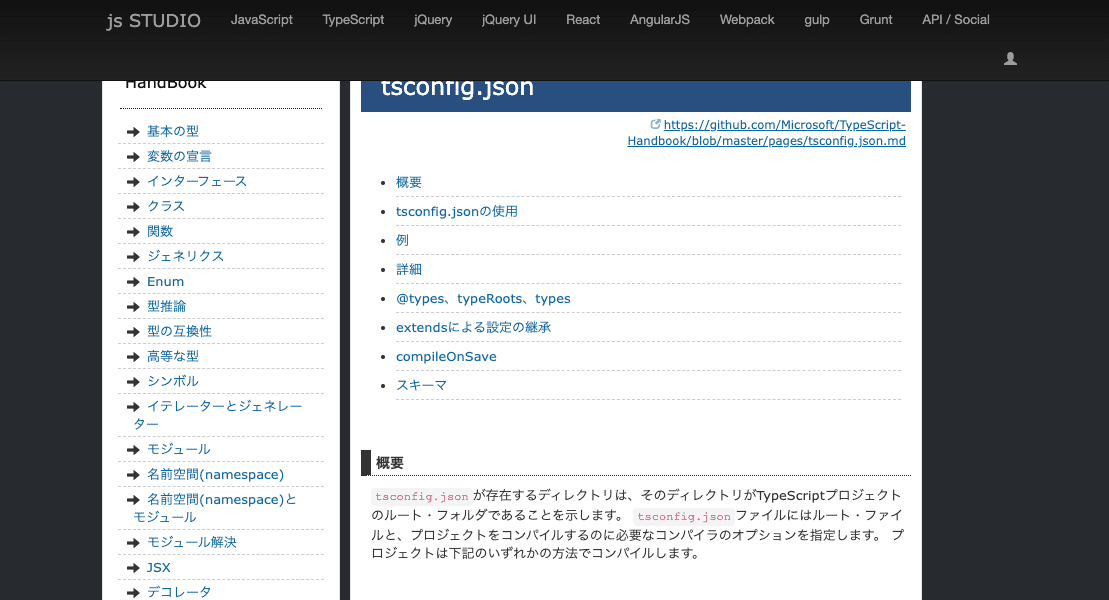 js STUDIO
JavaScript
TypeScript
jQuery
jQuery UI
React
AngularJS
Webpack
gulp
Grunt
API / Social
HandBook
基本の型
変数の宣言
インターフェース
クラス
関数
ジェネリクス
Enum
型推論
型の互換性
高等な型
シンボル
イテレーターとジェネレー
ター
モジュール
名前空間(namespace)
名前空間(namespace)と
モジュール
モジュール解決
JSX
デコレータ
tsconfig.json
https://github.com/Microsoft/TypeScript-
Handbook/blob/master/pages/tsconfig.json.md
概要
tsconfig.jsonの使用
例
詳細
@types、typeRoots、types
extendsによる設定の継承
compileOnSave
スキーマ
概要
tsconfig.jsonが存在するディレクトリは、そのディレクトリがTypeScriptプロジェクト
のルート・フォルダであることを示します。 tsconfig.jsonファイルにはルート・ファイ
ルと、プロジェクトをコンパイルするのに必要なコンパイラのオプションを指定します。 プ
ロジェクトは下記のいずれかの方法でコンパイルします。